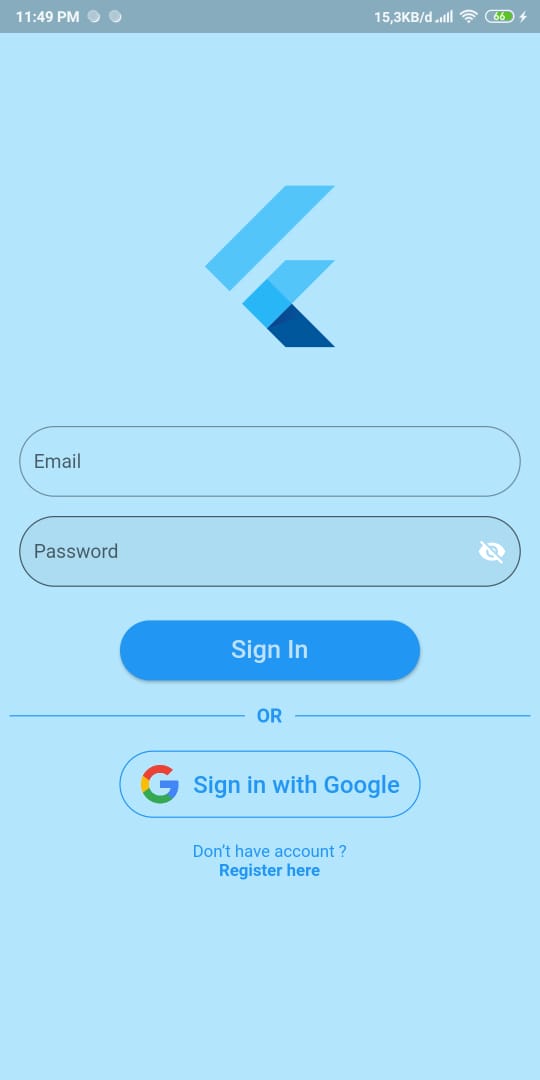 11:49 PM 15,3KB/d 66
Email
Password
Sign In
OR
Sign in with Google
Don't have account ?
Register here